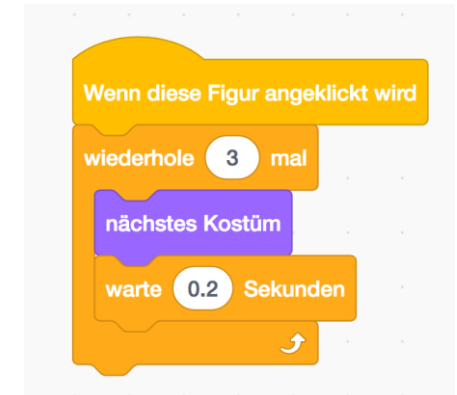 Wenn diese Figur angeklickt wird
wiederhole 3 mal
nächstes Kostüm
warte 0.2 Sekunden